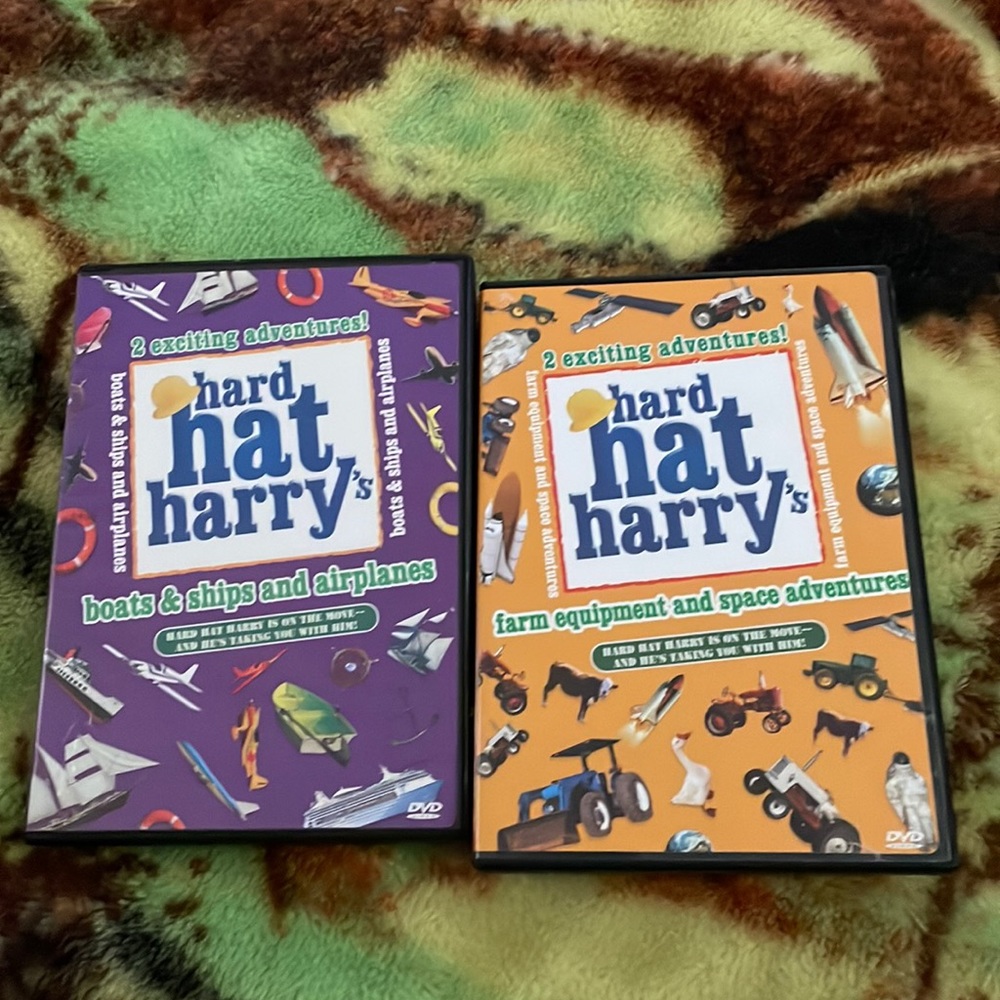 2 exciting adventures!
boats & ships and airplanes
hard
hat
harry's
boats & ships and airplanes
boats & ships and airplanes
HARD HAT HARRY IS ON THE MOVE—
AND HE'S TAKING YOU WITH HIM!
DVD
2 exciting adventures!
farm equipment and space adventures
hard
hat
harry's
farm equipment and space adventures
farm equipment and space adventures
HARD HAT HARRY IS ON THE MOVE—
AND HE'S TAKING YOU WITH HIM!
DVD